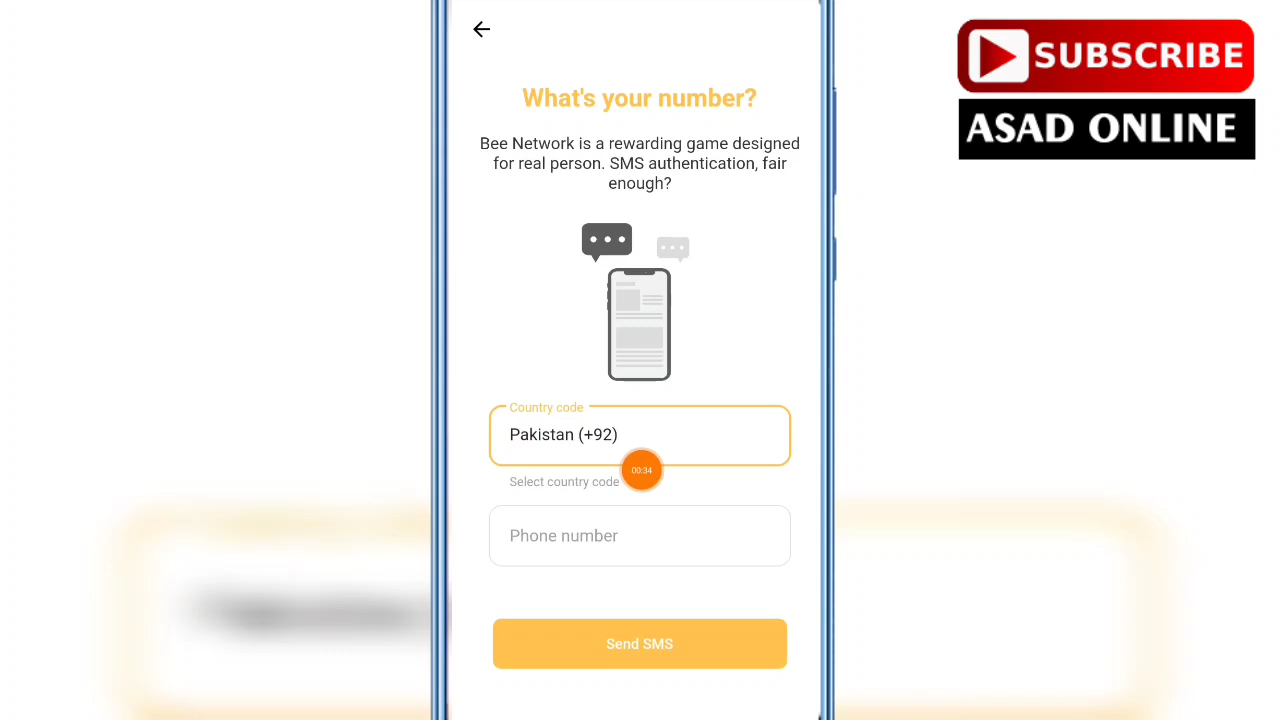 SUBSCRIBE
ASAD ONLINE
What's your number?
Bee Network is a rewarding game designed
for real person. SMS authentication, fair
enough?
Country code
Pakistan (+92)
00:34
Select country code
Phone number
Send SMS